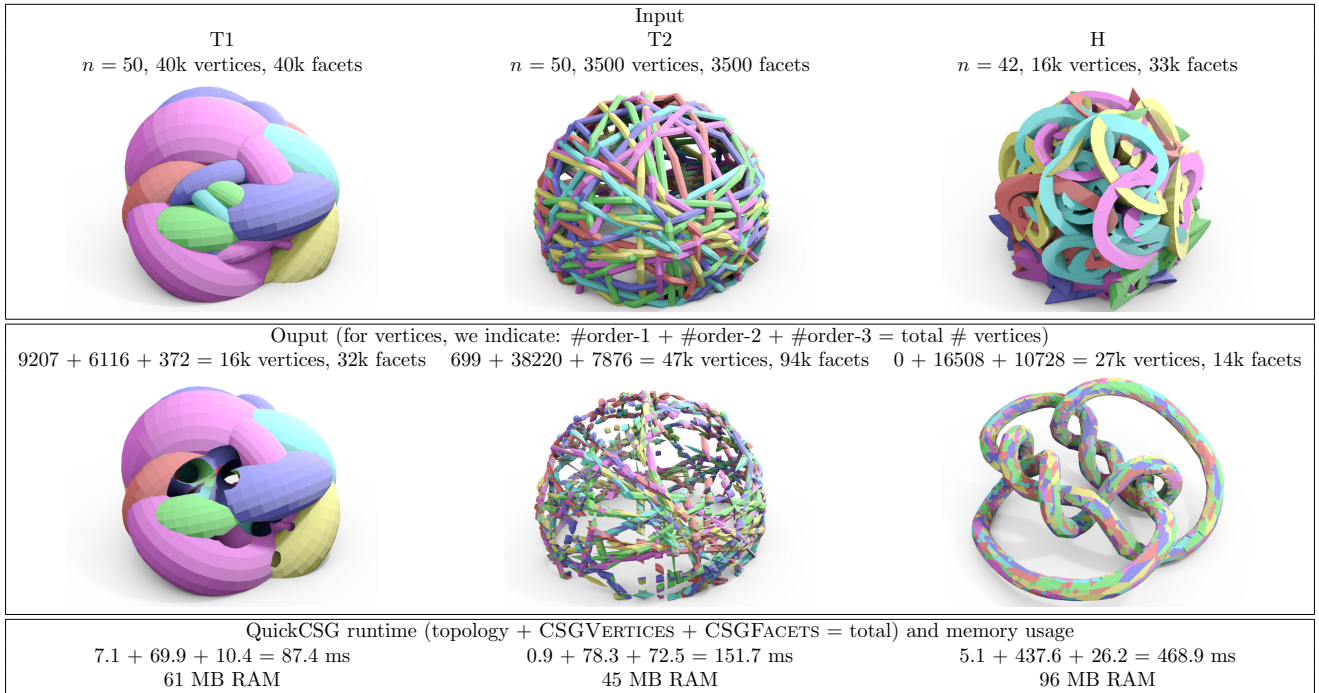 Input
T1
n = 50, 40k vertices, 40k facets
T2
n = 50, 3500 vertices, 3500 facets
H
n = 42, 16k vertices, 33k facets
Ouput (for vertices, we indicate: #order-1 + #order-2 + #order-3 = total # vertices)
9207 + 6116 + 372 = 16k vertices, 32k facets
699 + 38220 + 7876 = 47k vertices, 94k facets
0 + 16508 + 10728 = 27k vertices, 14k facets
QuickCSG runtime (topology + CSGVERTICES + CSGFACETS = total) and memory usage
7.1 + 69.9 + 10.4 = 87.4 ms
0.9 + 78.3 + 72.5 = 151.7 ms
5.1 + 437.6 + 26.2 = 468.9 ms
61 MB RAM
45 MB RAM
96 MB RAM